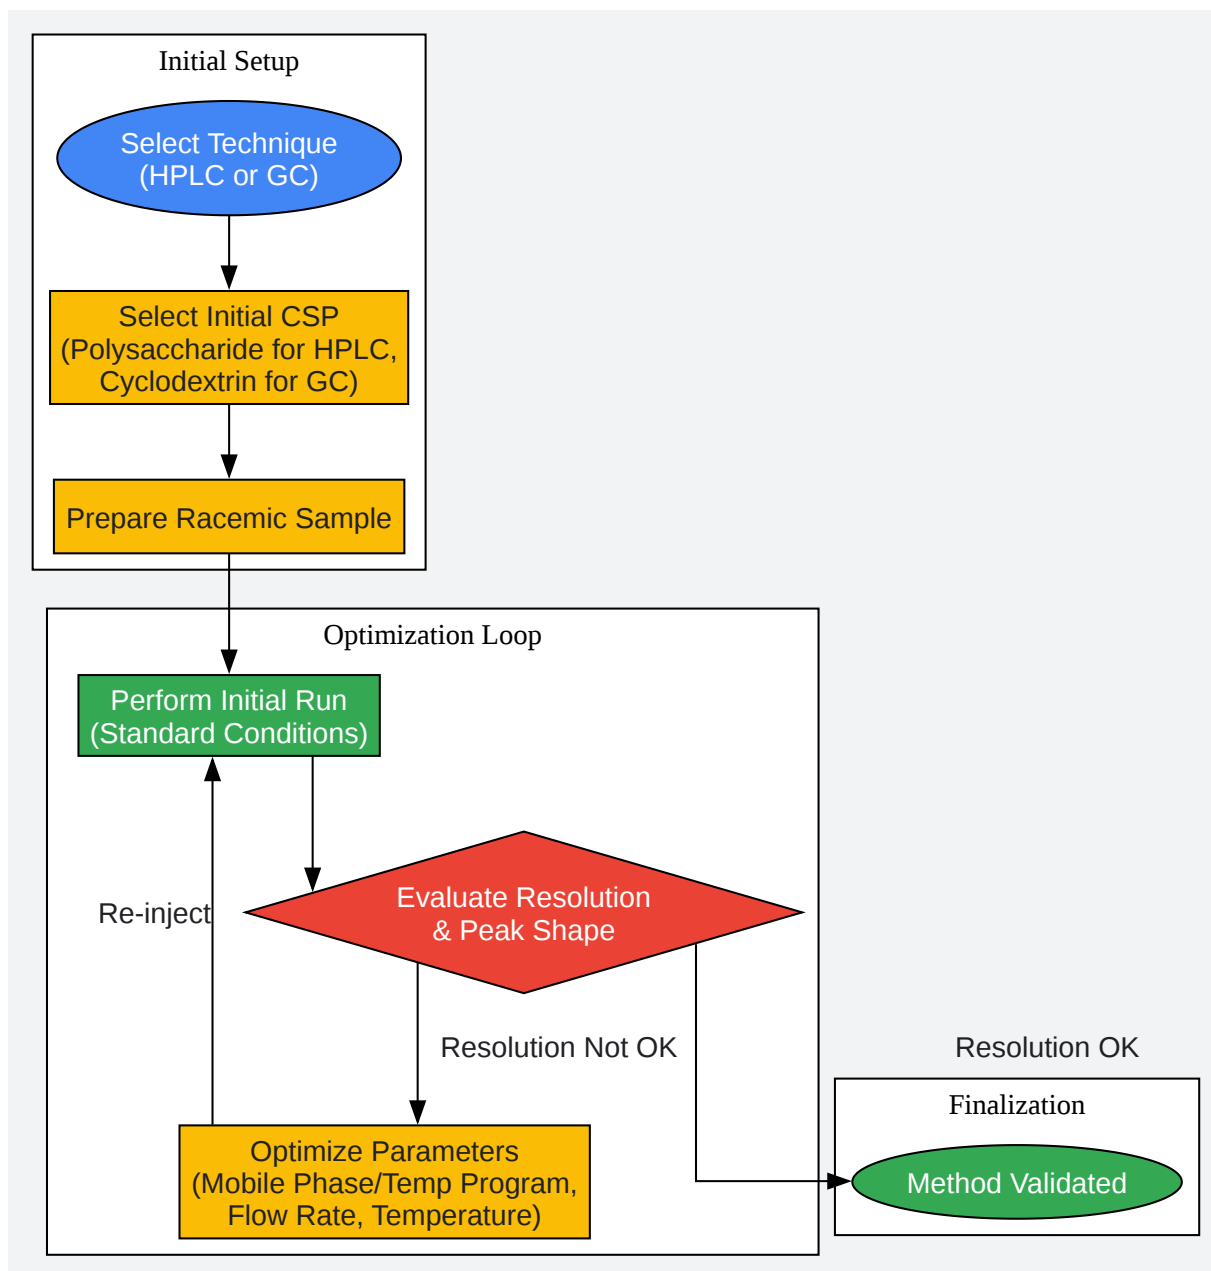 Initial Setup
Select Technique
(HPLC or GC)
Select Initial CSP
(Polysaccharide for HPLC,
Cyclodextrin for GC)
Prepare Racemic Sample
Optimization Loop
Perform Initial Run
(Standard Conditions)
Re-inject
Evaluate Resolution
& Peak Shape
Resolution Not OK
Resolution OK
Optimize Parameters
(Mobile Phase/Temp Program,
Flow Rate, Temperature)
Finalization
Method Validated